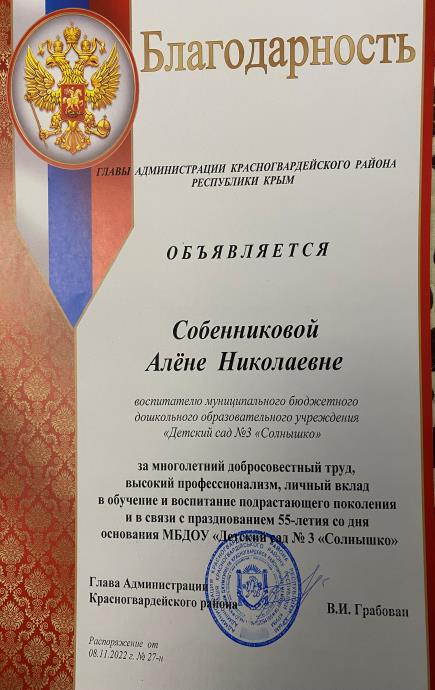 Благодарность
ГЛАВЫ АДМИНИСТРАЦИИ КРАСНОГВАРДЕЙСКОГО РАЙОНА
РЕСПУБЛИКИ КРЫМ
ОБЪЯВЛЯЕТСЯ
Собенниковой
Алёне Николаевне
воспитателю муниципального бюджетного
дошкольного образовательного учреждения
«Детский сад №3 «Солнышко»
за многолетний добросовестный труд,
высокий профессионализм, личный вклад
в обучение и воспитание подрастающего поколения
и в связи с празднованием 55-летия со дня
основания МБДОУ «Детский сад № 3 «Солнышко»
Глава Администрации
Красногвардейского района
В.И. Грабован
Распоряжение от
08.11.2022 г. № 27-н